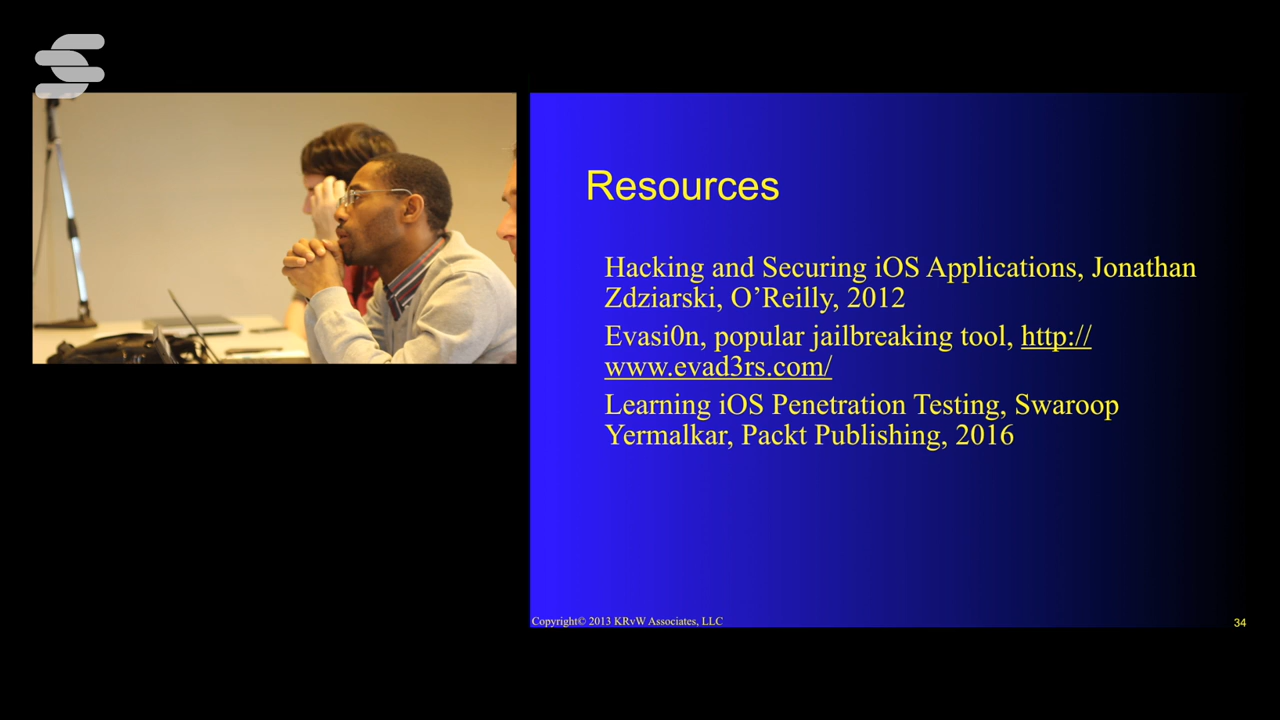 Resources
Hacking and Securing iOS Applications, Jonathan
Zdziarski, O’Reilly, 2012
Evasi0n, popular jailbreaking tool, http://
www.evad3rs.com/
Learning iOS Penetration Testing, Swaroop
Yermalkar, Packt Publishing, 2016
Copyright© 2013 KRvW Associates, LLC
34